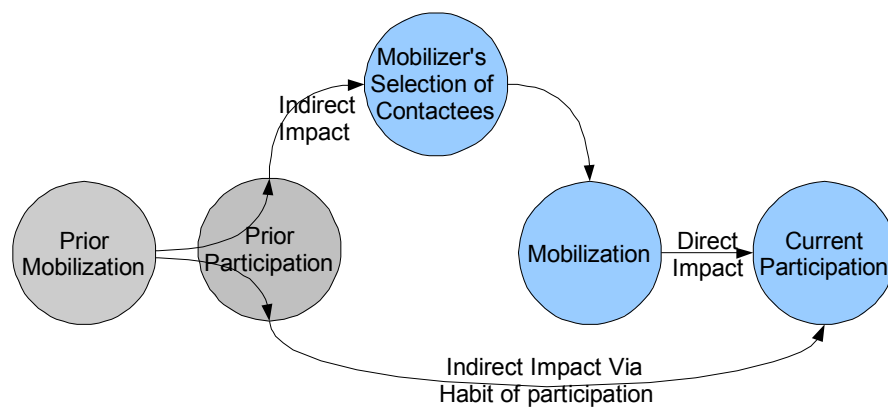 Mobilizer's
Selection of
Contactees
Indirect
Impact
Prior
Mobilization
Prior
Participation
Mobilization
Direct
Impact
Current
Participation
Indirect Impact Via
Habit of participation